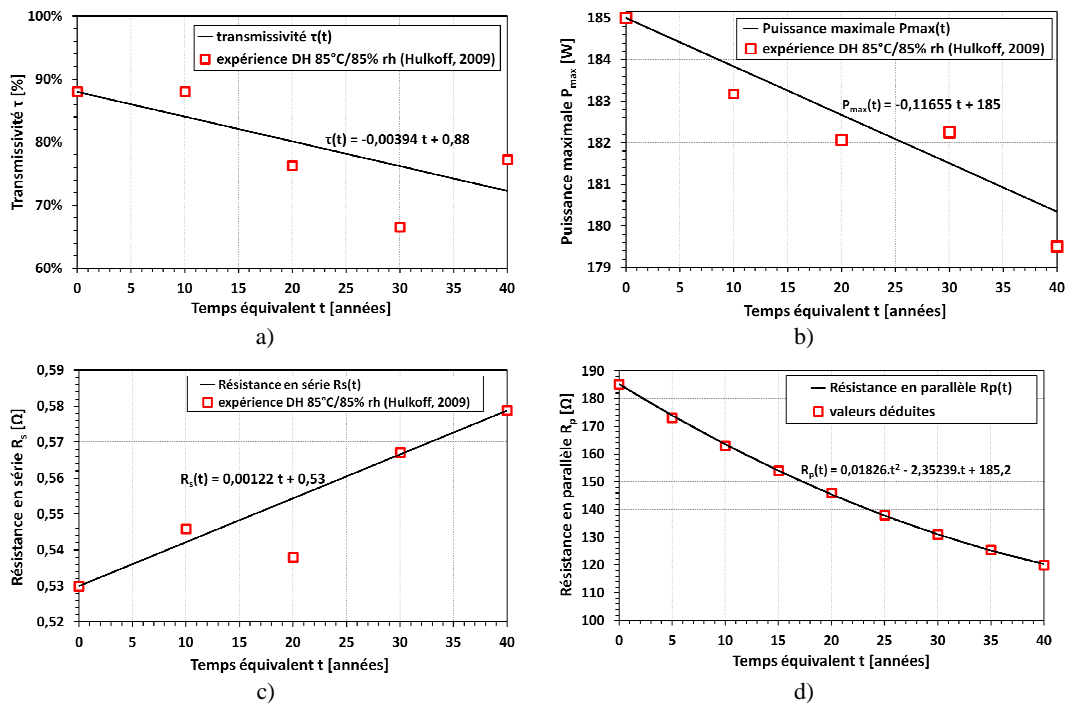 100%
90%
80%
70%
60%
Transmissivité τ [%]
transmissivité τ(t)
expérience DH 85°C/85% rh (Hulkoff, 2009)
τ(t) = -0,00394 t + 0,88
0 5 10 15 20 25 30 35 40
Temps équivalent t [années]
a)
185
184
183
182
181
180
179
Puissance maximale Pmax [W]
Puissance maximale Pmax(t)
expérience DH 85°C/85% rh (Hulkoff, 2009)
Pmax(t) = -0,11655 t + 185
0 5 10 15 20 25 30 35 40
Temps équivalent t [années]
b)
0,59
0,58
0,57
0,56
0,55
0,54
0,53
0,52
Résistance en série Rs [Ω]
Résistance en série Rs(t)
expérience DH 85°C/85% rh (Hulkoff, 2009)
Rs(t) = 0,00122 t + 0,53
0 5 10 15 20 25 30 35 40
Temps équivalent t [années]
c)
190
180
170
160
150
140
130
120
110
100
Résistance en parallèle Rp [Ω]
Résistance en parallèle Rp(t)
valeurs déduites
Rp(t) = 0,01826.t² - 2,35239.t + 185,2
0 5 10 15 20 25 30 35 40
Temps équivalent t [années]
d)